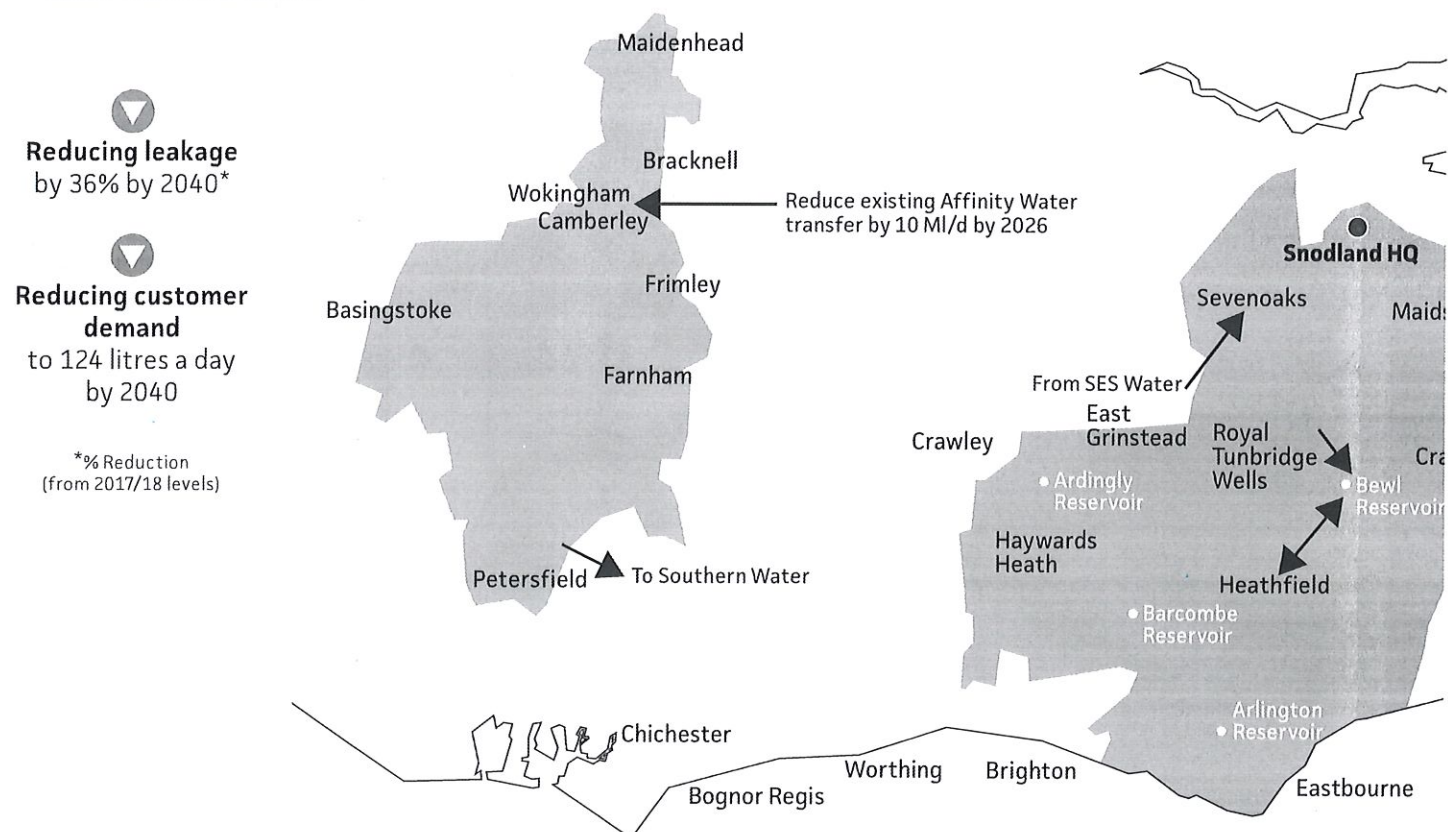 Reducing leakage
by 36% by 2040*
Reducing customer
demand
to 124 litres a day
by 2040
*% Reduction
(from 2017/18 levels)
Maidenhead
Bracknell
Wokingham
Camberley
Reduce existing Affinity Water
transfer by 10 Ml/d by 2026
Frimley
Basingstoke
Farnham
Petersfield
To Southern Water
Snodland HQ
Sevenoaks
Maids
From SES Water
East
Grinstead
Crawley
Royal
Tunbridge
Wells
Cra
Ardingly
Reservoir
Bewl
Reservoir
Haywards
Heath
Heathfield
Barcombe
Reservoir
Arlington
Reservoir
Chichester
Bognor Regis
Worthing
Brighton
Eastbourne